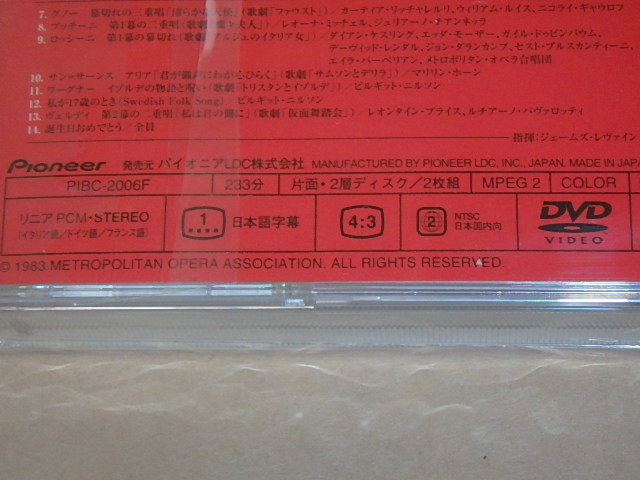 7. グノー 幕切れの三重唱「清らかな天使」(歌劇「ファウスト」)／カーティア・リッチャレルリ、ウィリアム・ルイス、ニコライ・ギャウロフ
8. プッチーニ 第1幕の二重唱(歌劇「蝶々夫人」)／レオーナ・ミッチェル、ジュリアーノ・チアンネッラ
9. ロッシーニ 第1幕の幕切れ(歌劇「アルジェのイタリア女」)／ダイアン・ケスリング、エッダ・モーザー、ガイル・ドゥビンバウム、
デーヴィッド・レンダル、ジョン・ダランカンプ、セスト・ブルスカンティーニ、
エイラ・バーベリアン、メトロポリタン・オペラ合唱団
10. サン=サーンス アリア「君が御声にわが心ひらく」(歌劇「サムソンとデリラ」)／マリリン・ホーン
11. ワーグナー イゾルデの物語と呪い(歌劇「トリスタンとイゾルデ」)／ビルギット・ニルソン
12. 私が17歳のとき(Swedish Folk Song)／ビルギット・ニルソン
13. ヴェルディ 第2幕の二重唱「私は君の側に」(歌劇「仮面舞踏会」)／レオンタイン・プライス、ルチアーノ・パヴァロッティ
14. 誕生日おめでとう／全員
指揮：ジェームズ・レヴァイン
Pioneer 発売元 パイオニアLDC株式会社 MANUFACTURED BY PIONEER LDC, INC., JAPAN. MADE IN JAPA
PIBC-2006F 233分 片面・2層ディスク／2枚組 MPEG 2 COLOR
リニア PCM・STEREO
(イタリア語／ドイツ語／フランス語)
1 日本語字幕 4:3 2 NTSC
日本国内向
DVD
VIDEO
© 1983 METROPOLITAN OPERA ASSOCIATION. ALL RIGHTS RESERVED.